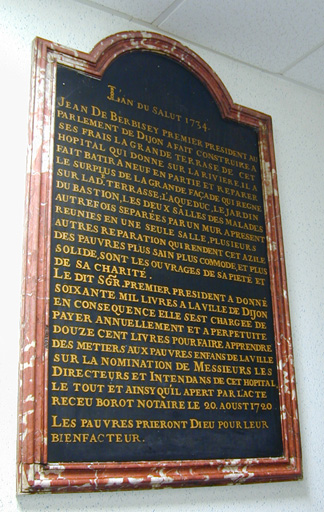 L'an du Salut 1734.
Jean De Berbisey premier president au
parlement de Dijon a fait construire a
ses frais la grande terrasse de cet
hopital qui donne sur la riviere. il a
fait batir a neuf en partie et reparer
le surplus de la grande façade qui regne
sur lad. terrasse; l'aqueduc, le jardin
du bastion, les deux salles des malades
autrefois separées par un mur a present
reunies en une seule salle, plusieurs
autres reparation qui rendent cet azile
des pauvres plus sain plus commode, et plus
solide, sont les ouvrages de sa pieté et
de sa charité.
Le dit Sgr. premier president a donné
soixante mil livres a la ville de Dijon
en consequence elle s'est chargee de
payer annuellement et a perpetuite
douze cent livres pour faire apprendre
des metiers aux pauvres enfans de la ville
sur la nomination de Messieurs les
Directeurs et Intendans de cet hopital
le tout et ainsy qu'il apert par l'acte
receu Borot notaire le 20. Aoust 1720.
Les pauvres prieront Dieu pour leur
bienfacteur.